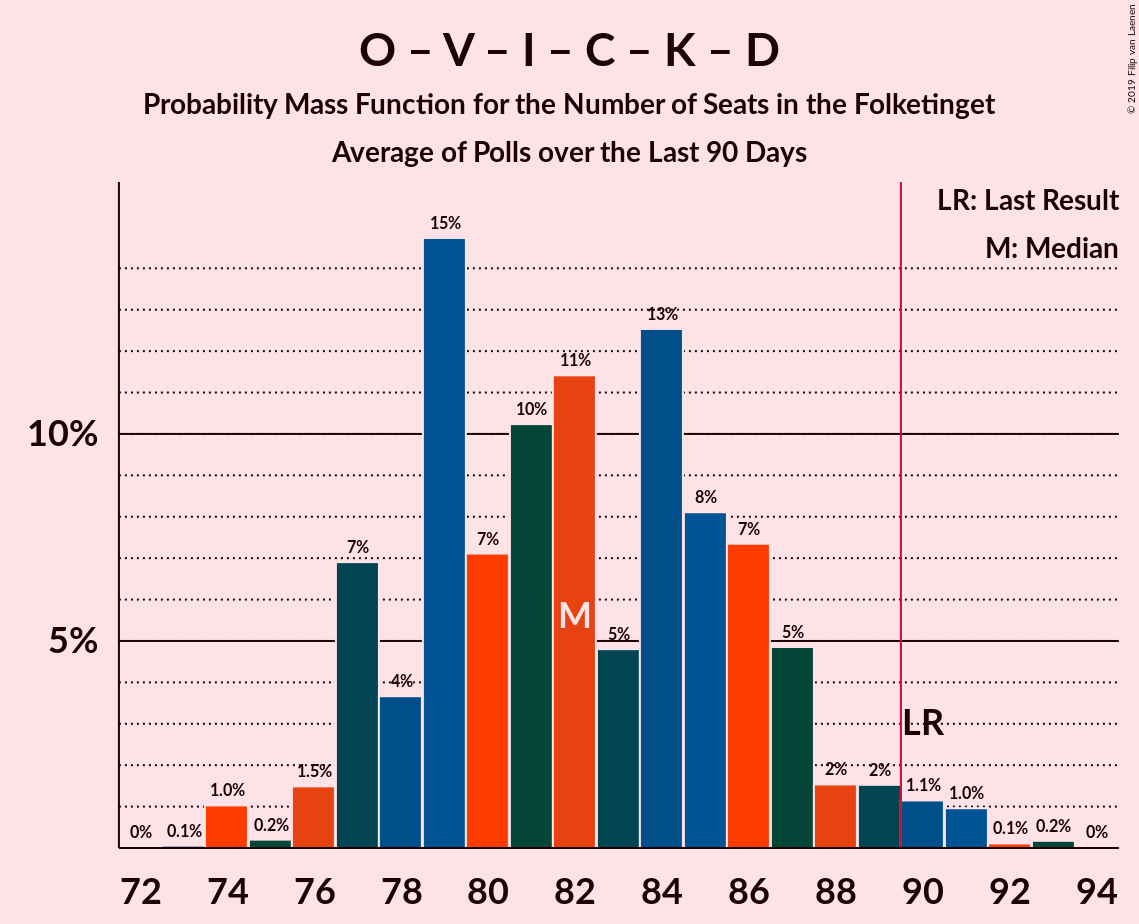 O – V – I – C – K – D
Probability Mass Function for the Number of Seats in the Folketinget
Average of Polls over the Last 90 Days
© 2019 Filip van Laenen
LR: Last Result
M: Median
10%
5%
0%
0.1%
1.0%
0.2%
1.5%
7%
4%
15%
7%
10%
11%
5%
13%
8%
7%
5%
2%
2%
1.1%
1.0%
0.1%
0.2%
0%
M
LR
72 74 76 78 80 82 84 86 88 90 92 94